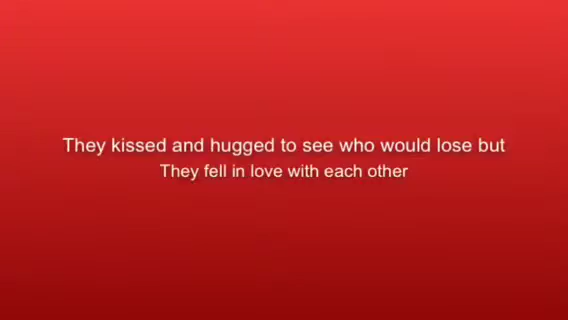 They kissed and hugged to see who would lose but
They fell in love with each other